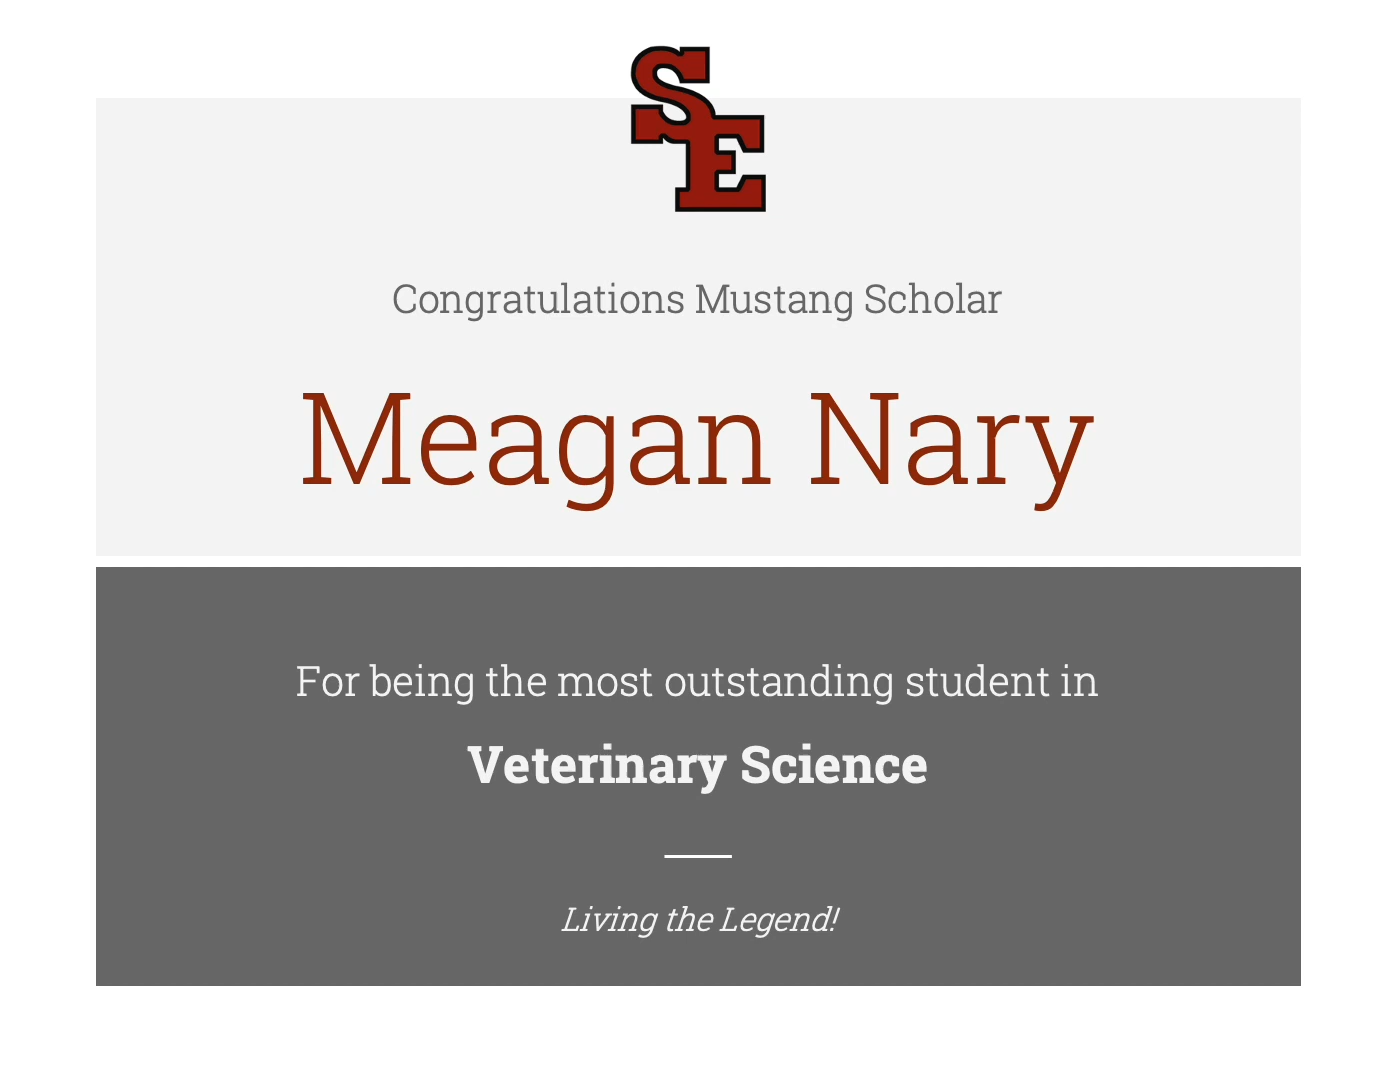 SE
Congratulations Mustang Scholar
Meagan Nary
For being the most outstanding student in
Veterinary Science
Living the Legend!